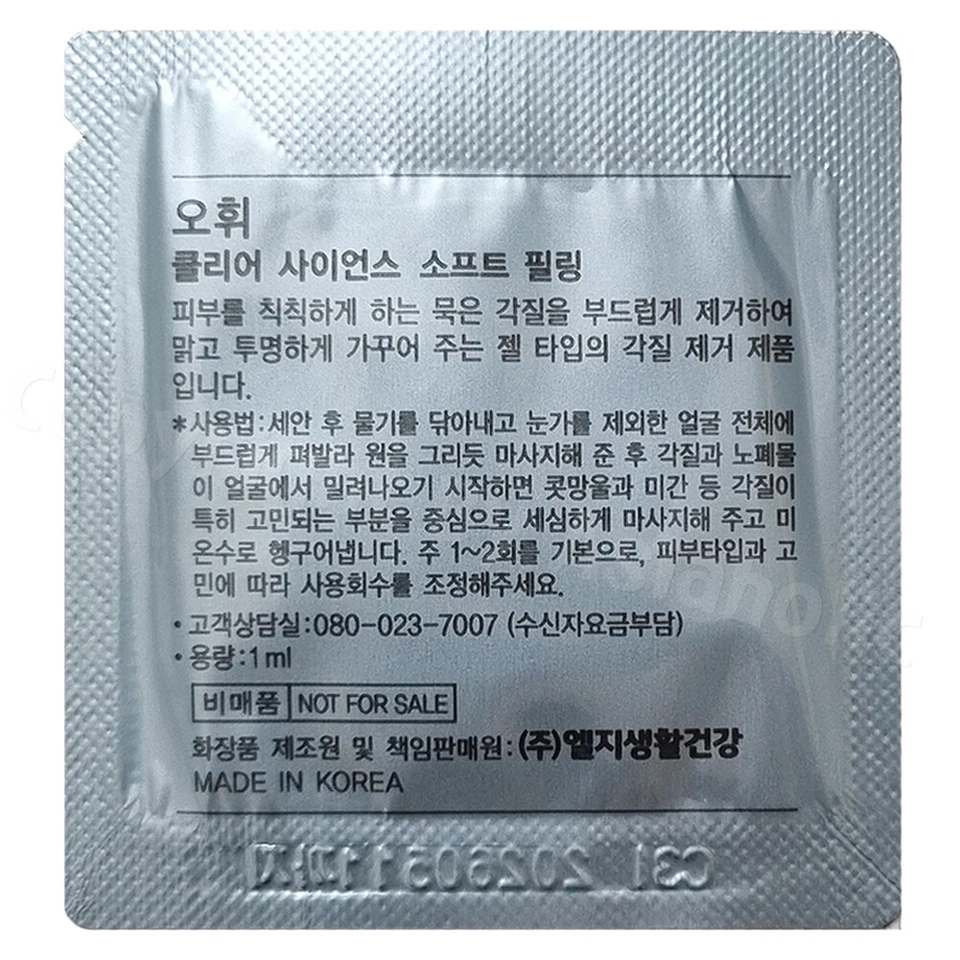 오휘
클리어 사이언스 소프트 필링
피부를 칙칙하게 하는 묵은 각질을 부드럽게 제거하여
맑고 투명하게 가꾸어 주는 젤 타입의 각질 제거 제품
입니다.
*사용법:세안 후 물기를 닦아내고 눈가를 제외한 얼굴 전체에
부드럽게 펴발라 원을 그리듯 마사지해 준 후 각질과 노폐물
이 얼굴에서 밀려나오기 시작하면 콧망울과 미간 등 각질이
특히 고민되는 부분을 중심으로 세심하게 마사지해 주고 미
온수로 헹구어냅니다. 주 1~2회를 기본으로, 피부타입과 고
민에 따라 사용회수를 조정해주세요.
•고객상담실:080-023-7007 (수신자요금부담)
•용량:1ml
비매품 NOT FOR SALE
화장품 제조원 및 책임판매원:(주)엘지생활건강
MADE IN KOREA